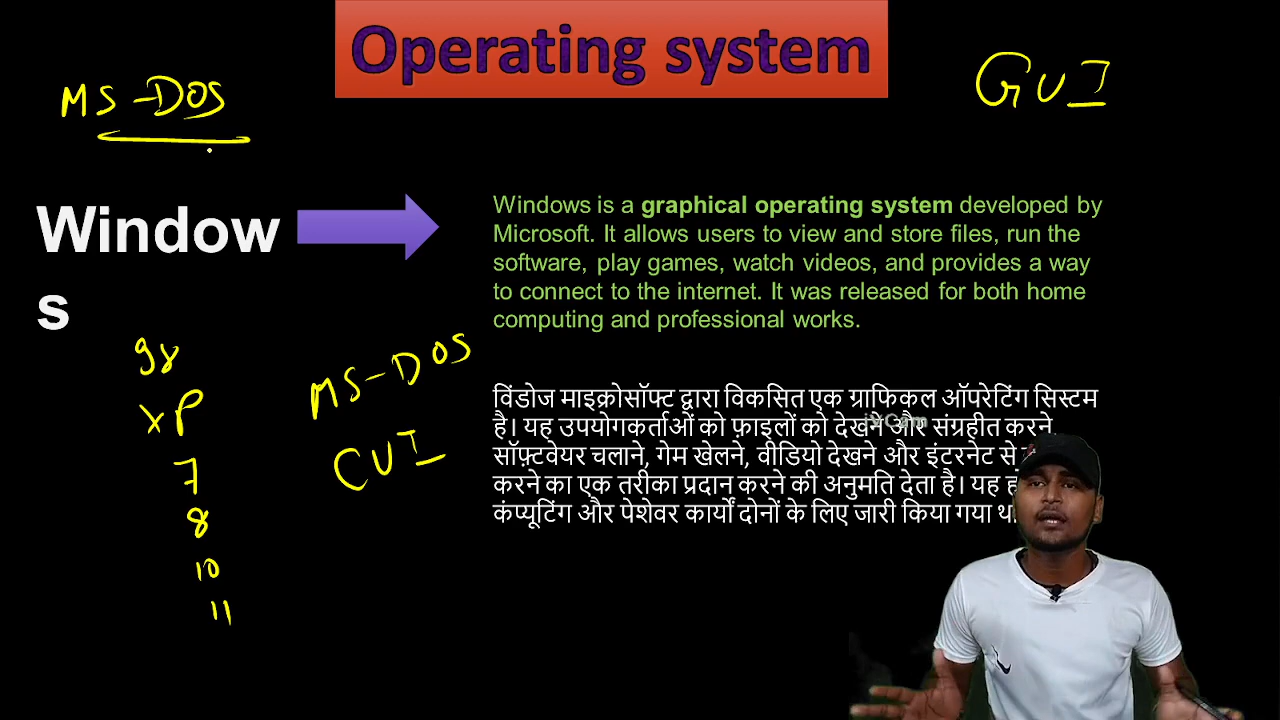 Operating system
GUI
MS-DOS
Window
s
Windows is a graphical operating system developed by
Microsoft. It allows users to view and store files, run the
software, play games, watch videos, and provides a way
to connect to the internet. It was released for both home
computing and professional works.
98
XP
7
8
10
11
MS-DOS
CUI
विंडोज माइक्रोसॉफ्ट द्वारा विकसित एक ग्राफिकल ऑपरेटिंग सिस्टम
है। यह उपयोगकर्ताओं को फ़ाइलों को देखने और संग्रहीत करने,
सॉफ़्टवेयर चलाने, गेम खेलने, वीडियो देखने और इंटरनेट से
करने का एक तरीका प्रदान करने की अनुमति देता है। यह
कंप्यूटिंग और पेशेवर कार्यों दोनों के लिए जारी किया गया